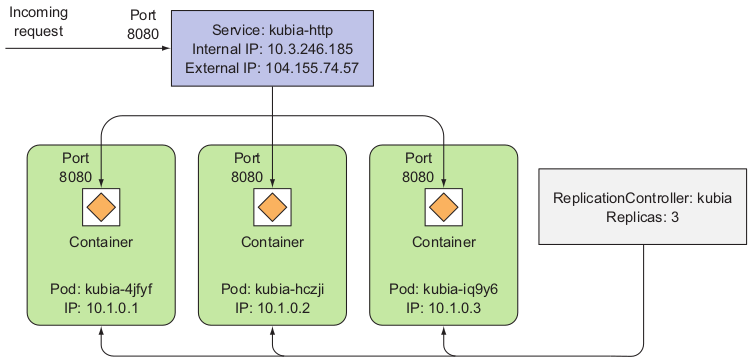 Incoming
request
Port
8080
Service: kubia-http
Internal IP: 10.3.246.185
External IP: 104.155.74.57
Port
8080
Container
Pod: kubia-4jfyf
IP: 10.1.0.1
Port
8080
Container
Pod: kubia-hczji
IP: 10.1.0.2
Port
8080
Container
Pod: kubia-iq9y6
IP: 10.1.0.3
ReplicationController: kubia
Replicas: 3